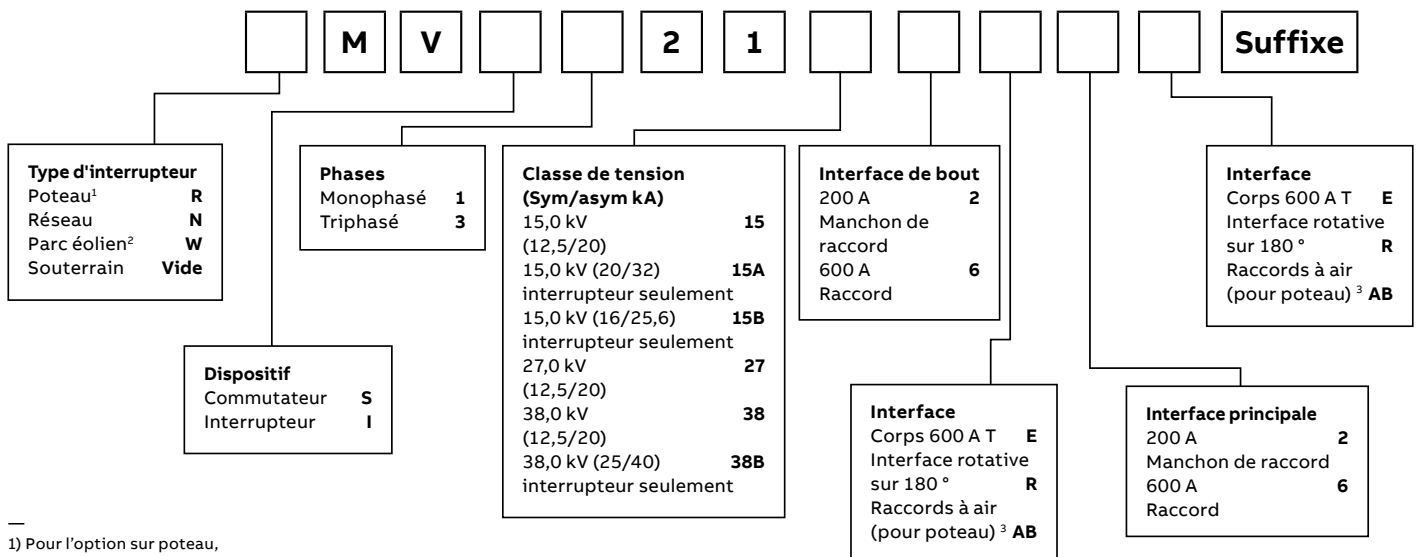 M V 2 1 Suffixe
Type d'interrupteur
Poteau¹ R
Réseau N
Parc éolien² W
Souterrain Vide
Phases
Monophasé 1
Triphasé 3
Classe de tension
(Sym/asym kA)
15,0 kV 15
(12,5/20)
15,0 kV (20/32) 15A
interrupteur seulement
15,0 kV (16/25,6) 15B
interrupteur seulement
27,0 kV 27
(12,5/20)
38,0 kV 38
(12,5/20)
38,0 kV (25/40) 38B
interrupteur seulement
Interface de bout
200 A 2
Manchon de
raccord
600 A 6
Raccord
Interface
Corps 600 A T E
Interface rotative
sur 180 ° R
Raccords à air
(pour poteau) ³ AB
Dispositif
Commutateur S
Interrupteur I
Interface
Corps 600 A T E
Interface rotative
sur 180 ° R
Raccords à air
(pour poteau) ³ AB
Interface principale
200 A 2
Manchon de raccord
600 A 6
Raccord
—
1) Pour l'option sur poteau,